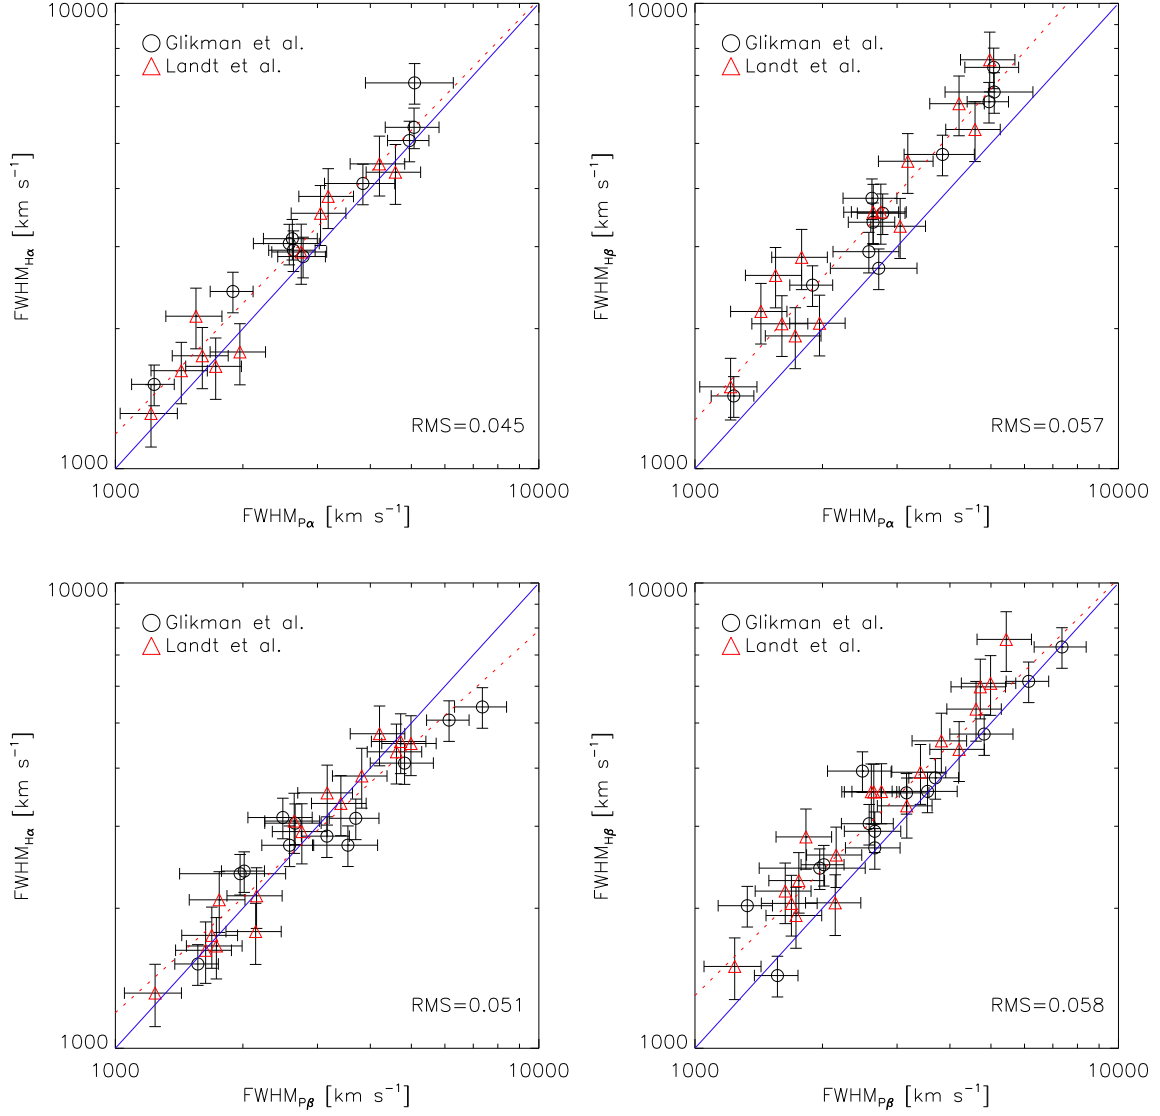 10000
○ Glikman et al.
△ Landt et al.
FWHM_Hα [km s⁻¹]
RMS=0.045
1000
1000
10000
FWHM_Pα [km s⁻¹]
10000
○ Glikman et al.
△ Landt et al.
FWHM_Hβ [km s⁻¹]
RMS=0.057
1000
1000
10000
FWHM_Pα [km s⁻¹]
10000
○ Glikman et al.
△ Landt et al.
FWHM_Hα [km s⁻¹]
RMS=0.051
1000
1000
10000
FWHM_Pβ [km s⁻¹]
10000
○ Glikman et al.
△ Landt et al.
FWHM_Hβ [km s⁻¹]
RMS=0.058
1000
1000
10000
FWHM_Pβ [km s⁻¹]